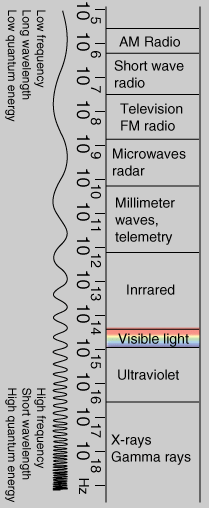 Low frequency
Long wavelength
Low quantum energy
High frequency
Short wavelength
High quantum energy
10 5
10 6
10 7
10 8
10 9
10 10
10 11
10 12
10 13
10 14
10 15
10 16
10 17
10 18
Hz
AM Radio
Short wave
radio
Television
FM radio
Microwaves
radar
Millimeter
waves,
telemetry
Inrrared
Visible light
Ultraviolet
X-rays
Gamma rays